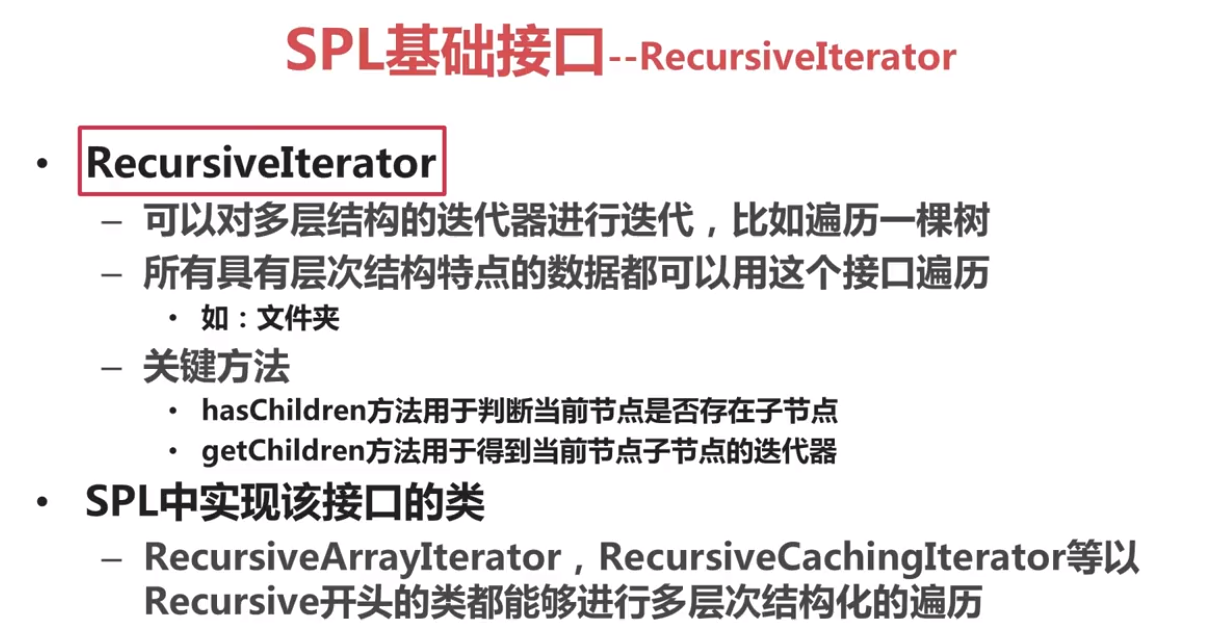 SPL基础接口--RecursiveIterator
• RecursiveIterator
– 可以对多层结构的迭代器进行迭代，比如遍历一棵树
– 所有具有层次结构特点的数据都可以用这个接口遍历
• 如：文件夹
– 关键方法
• hasChildren方法用于判断当前节点是否存在子节点
• getChildren方法用于得到当前节点子节点的迭代器
• SPL中实现该接口的类
– RecursiveArrayIterator，RecursiveCachingIterator等以
Recursive开头的类都能够进行多层次结构化的遍历